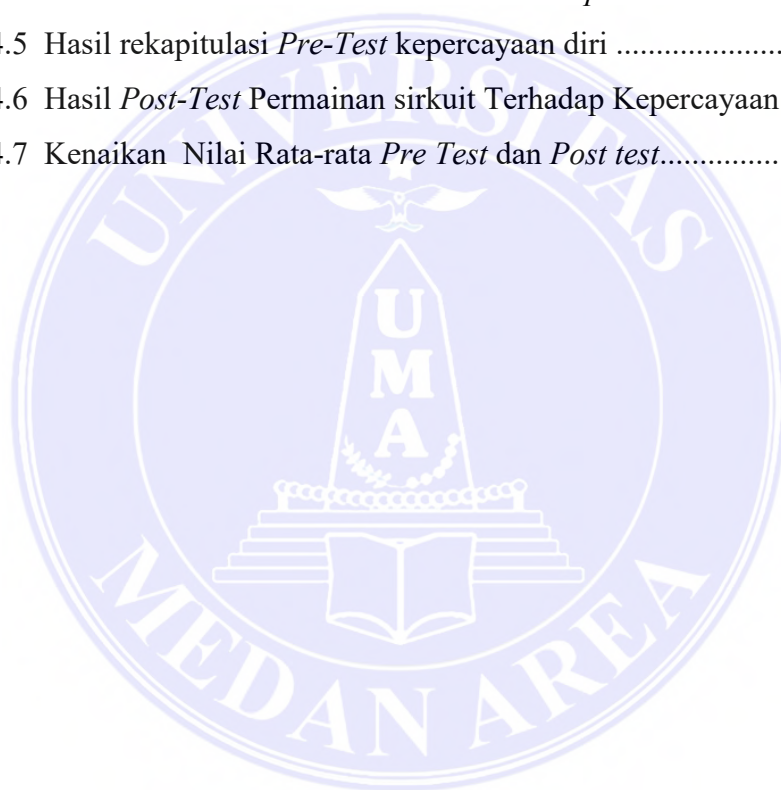 4.5 Hasil rekapitulasi Pre-Test kepercayaan diri ......................
4.6 Hasil Post-Test Permainan sirkuit Terhadap Kepercayaan
4.7 Kenaikan Nilai Rata-rata Pre Test dan Post test................
UNIVERSITAS
UMA
MEDAN AREA